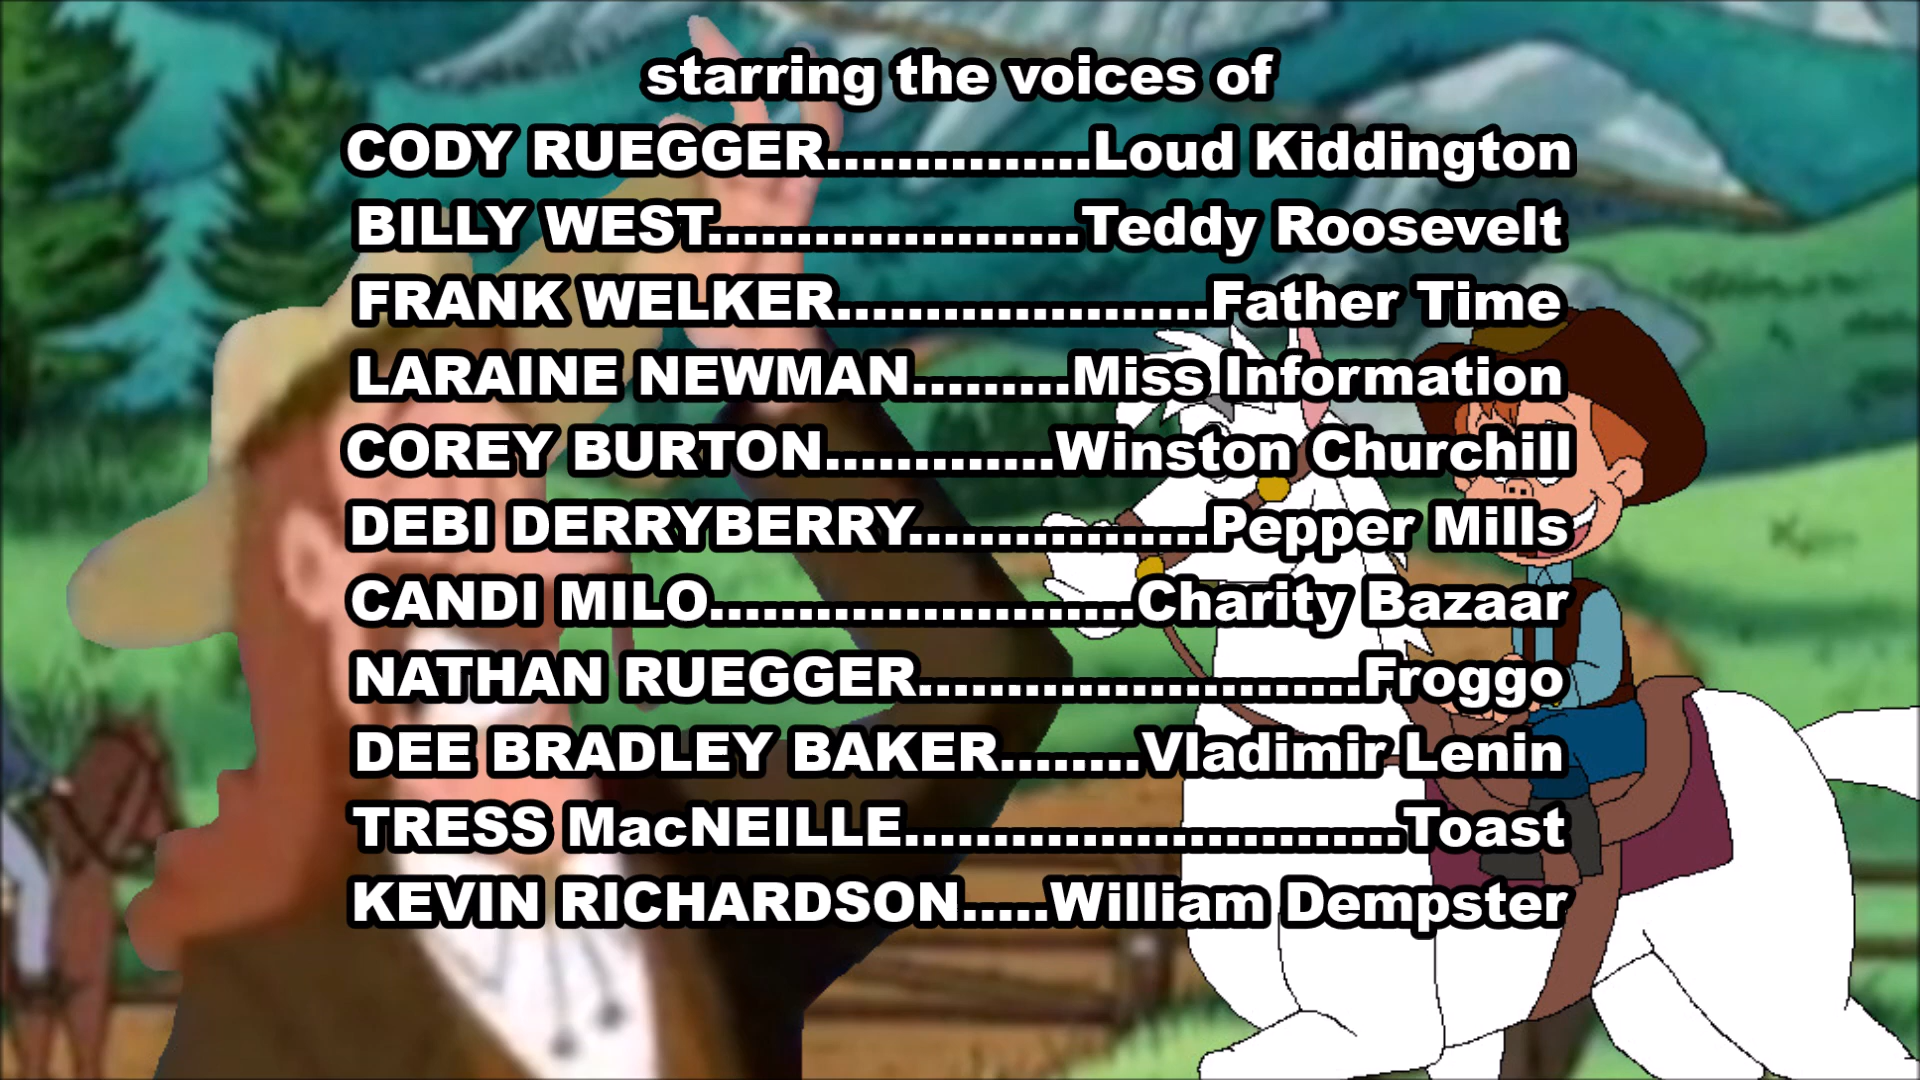 starring the voices of
CODY RUEGGER...............Loud Kiddington
BILLY WEST.....................Teddy Roosevelt
FRANK WELKER.....................Father Time
LARAINE NEWMAN.........Miss Information
COREY BURTON.............Winston Churchill
DEBI DERRYBERRY.................Pepper Mills
CANDI MILO........................Charity Bazaar
NATHAN RUEGGER.........................Froggo
DEE BRADLEY BAKER........Vladimir Lenin
TRESS MacNEILLE............................Toast
KEVIN RICHARDSON.....William Dempster